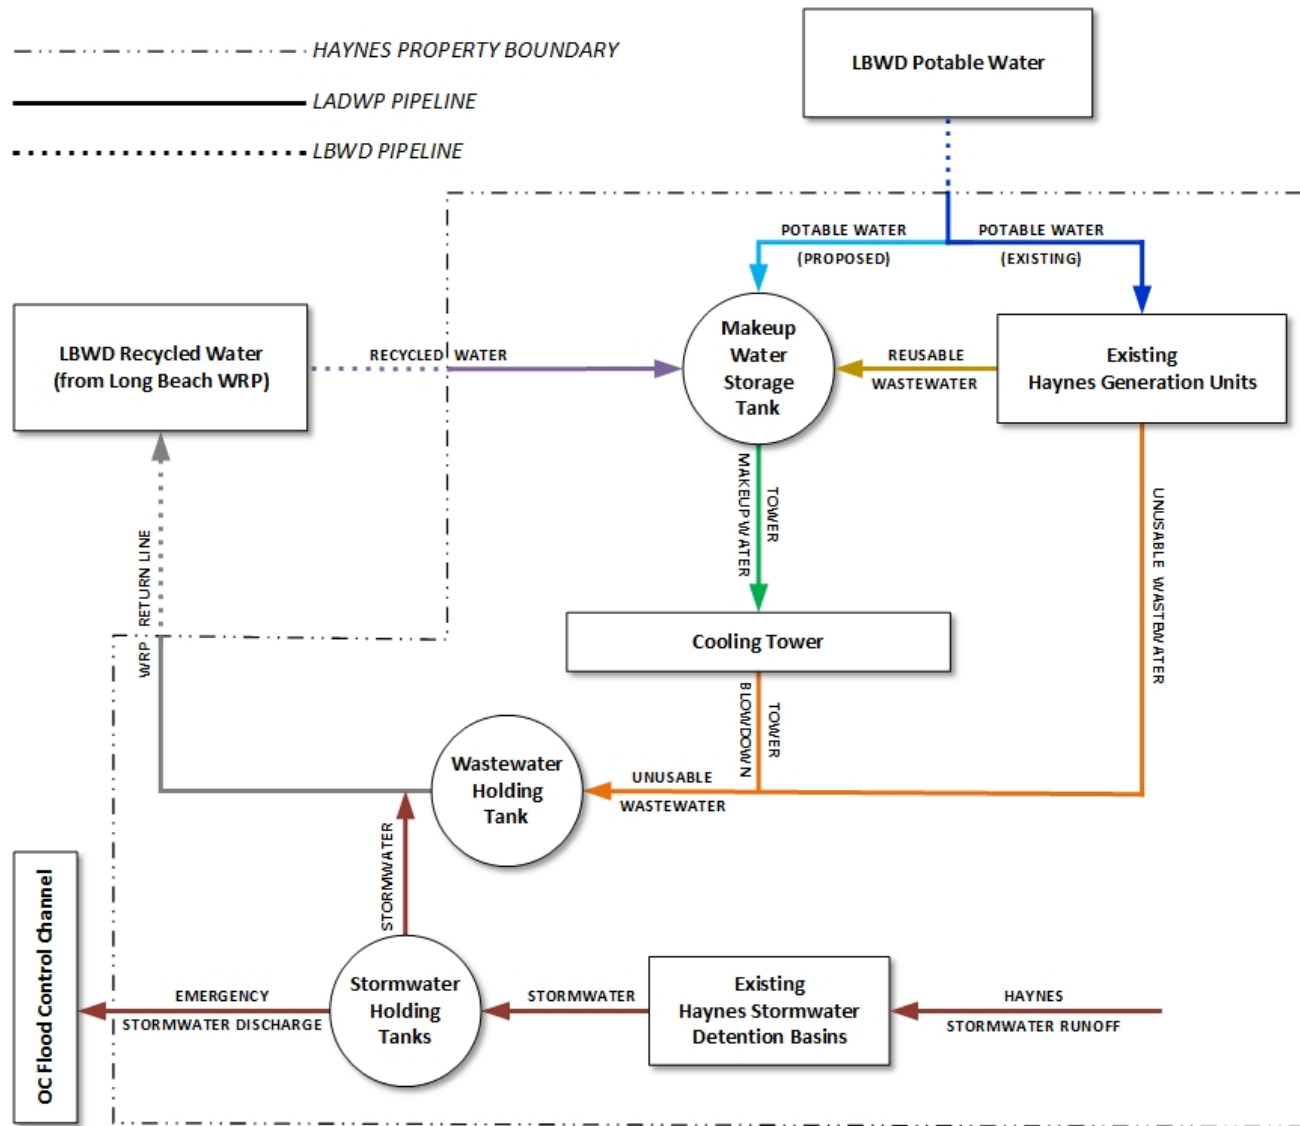 HAYNES PROPERTY BOUNDARY
LADWP PIPELINE
LBWD PIPELINE
LBWD Potable Water
POTABLE WATER
(PROPOSED)
POTABLE WATER
(EXISTING)
LBWD Recycled Water
(from Long Beach WRP)
RECYCLED WATER
Makeup
Water
Storage
Tank
REUSABLE
WASTEWATER
Existing
Haynes Generation Units
TOWER
MAKEUP WATER
UNUSABLE WASTEWATER
WRP RETURN LINE
Cooling Tower
TOWER
BLOWDOWN
Wastewater
Holding
Tank
UNUSABLE
WASTEWATER
STORMWATER
OC Flood Control Channel
EMERGENCY
STORMWATER DISCHARGE
Stormwater
Holding
Tanks
STORMWATER
Existing
Haynes Stormwater
Detention Basins
HAYNES
STORMWATER RUNOFF